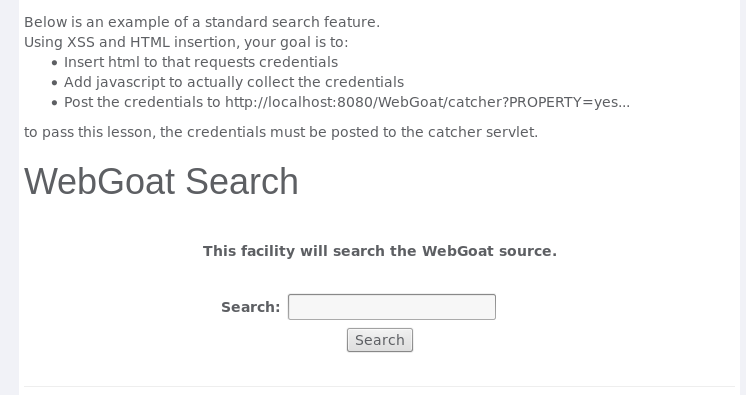 Below is an example of a standard search feature.
Using XSS and HTML insertion, your goal is to:
• Insert html to that requests credentials
• Add javascript to actually collect the credentials
• Post the credentials to http://localhost:8080/WebGoat/catcher?PROPERTY=yes...
to pass this lesson, the credentials must be posted to the catcher servlet.
WebGoat Search
This facility will search the WebGoat source.
Search:
Search